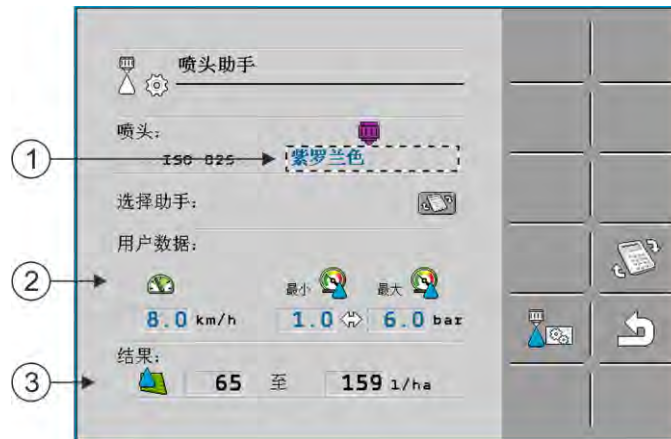 喷头助手
喷头:
① ISO 025 紫罗兰色
选择助手:
用户数据:
②
最小 最大
8.0 km/h 1.0 6.0 bar
结果:
③ 65 至 159 l/ha